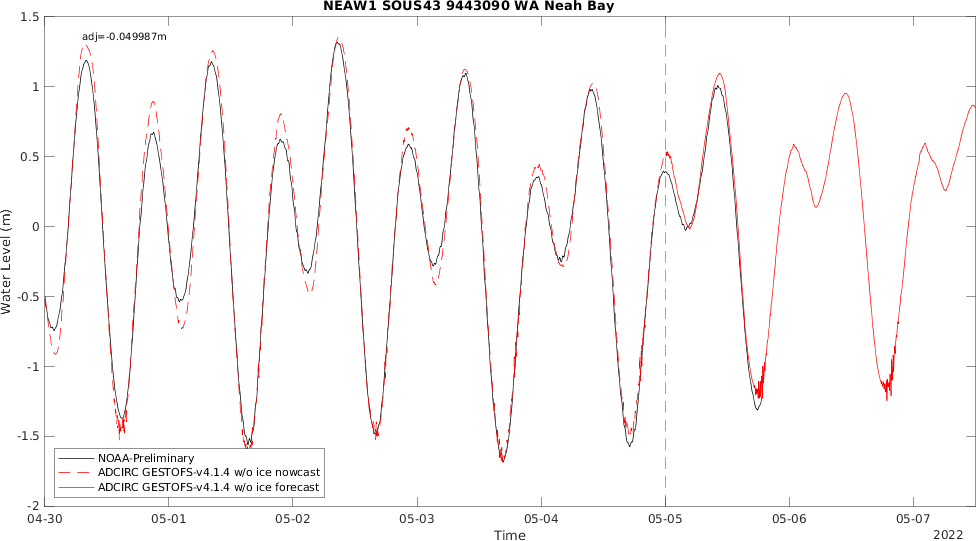 NEAW1 SOUS43 9443090 WA Neah Bay
adj=-0.049987m
1.5
1
0.5
0
-0.5
-1
-1.5
-2
Water Level (m)
NOAA-Preliminary
ADCIRC GESTOFS-v4.1.4 w/o ice nowcast
ADCIRC GESTOFS-v4.1.4 w/o ice forecast
04-30 05-01 05-02 05-03 05-04 05-05 05-06 05-07
Time
2022